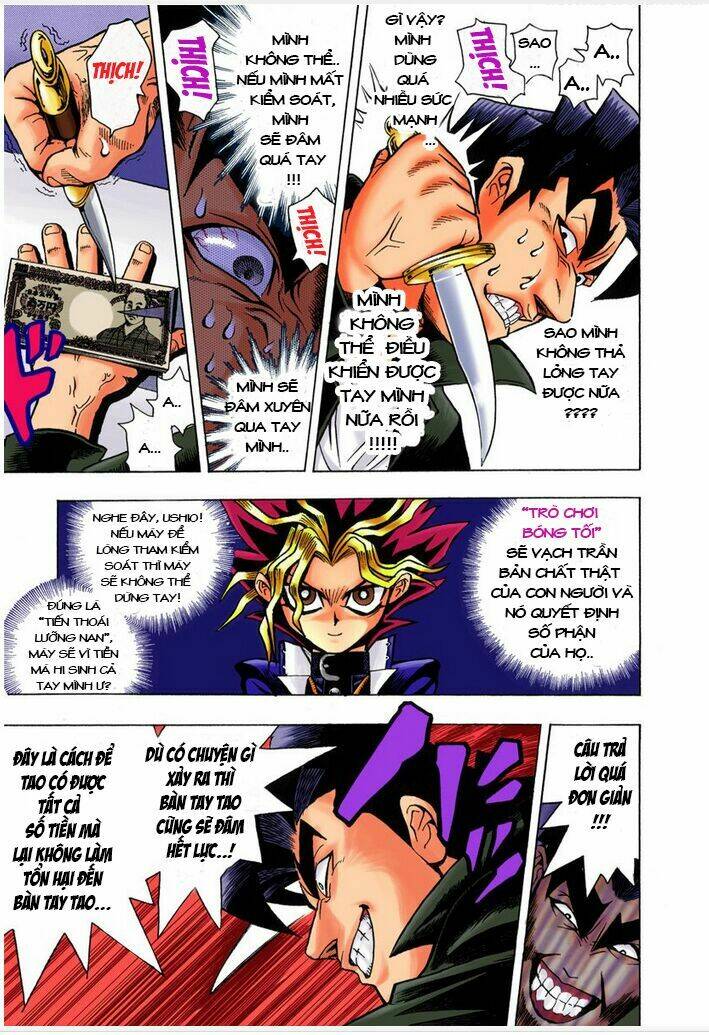 A..
A..
SAO
...
THỊCH!
GÌ VẬY?
MÌNH
DÙNG
QUÁ
NHIỀU SỨC
MẠNH
...
SAO MÌNH
KHÔNG THẢ
LỎNG TAY
ĐƯỢC NỮA
????
MÌNH
KHÔNG
THỂ ĐIỀU
KHIỂN ĐƯỢC
TAY MÌNH
NỮA RỒI
!!!!!
MÌNH
KHÔNG THỂ..
NẾU MÌNH MẤT
KIỂM SOÁT,
MÌNH
SẼ ĐÂM
QUÁ TAY
!!!
THỊCH!
THỊCH!
MÌNH SẼ
ĐÂM XUYÊN
QUA TAY
MÌNH..
THỊCH!
A..
A...
ド
"TRÒ CHƠI
BÓNG TỐI"
SẼ VẠCH TRẦN
BẢN CHẤT THẬT
CỦA CON NGƯỜI VÀ
NÓ QUYẾT ĐỊNH
SỐ PHẬN
CỦA HỌ..
NGHE ĐÂY, USHIO!
NẾU MÀY ĐỂ
LÒNG THAM KIỂM
SOÁT THÌ MÀY
SẼ KHÔNG THỂ
DỪNG TAY!
ĐÚNG LÀ
"TIẾN THOÁI
LƯỠNG NAN",
MÀY SẼ VÌ TIỀN
MÀ HI SINH CẢ
TAY MÌNH Ư?
CÂU TRẢ
LỜI QUÁ
ĐƠN GIẢN
!!!
DÙ CÓ CHUYỆN GÌ
XẢY RA THÌ
BÀN TAY TAO
CŨNG SẼ ĐÂM
HẾT LỰC..!
ĐÂY LÀ CÁCH ĐỂ
TAO CÓ ĐƯỢC
TẤT CẢ
SỐ TIỀN MÀ
LẠI KHÔNG LÀM
TỔN HẠI ĐẾN
BÀN TAY TAO...